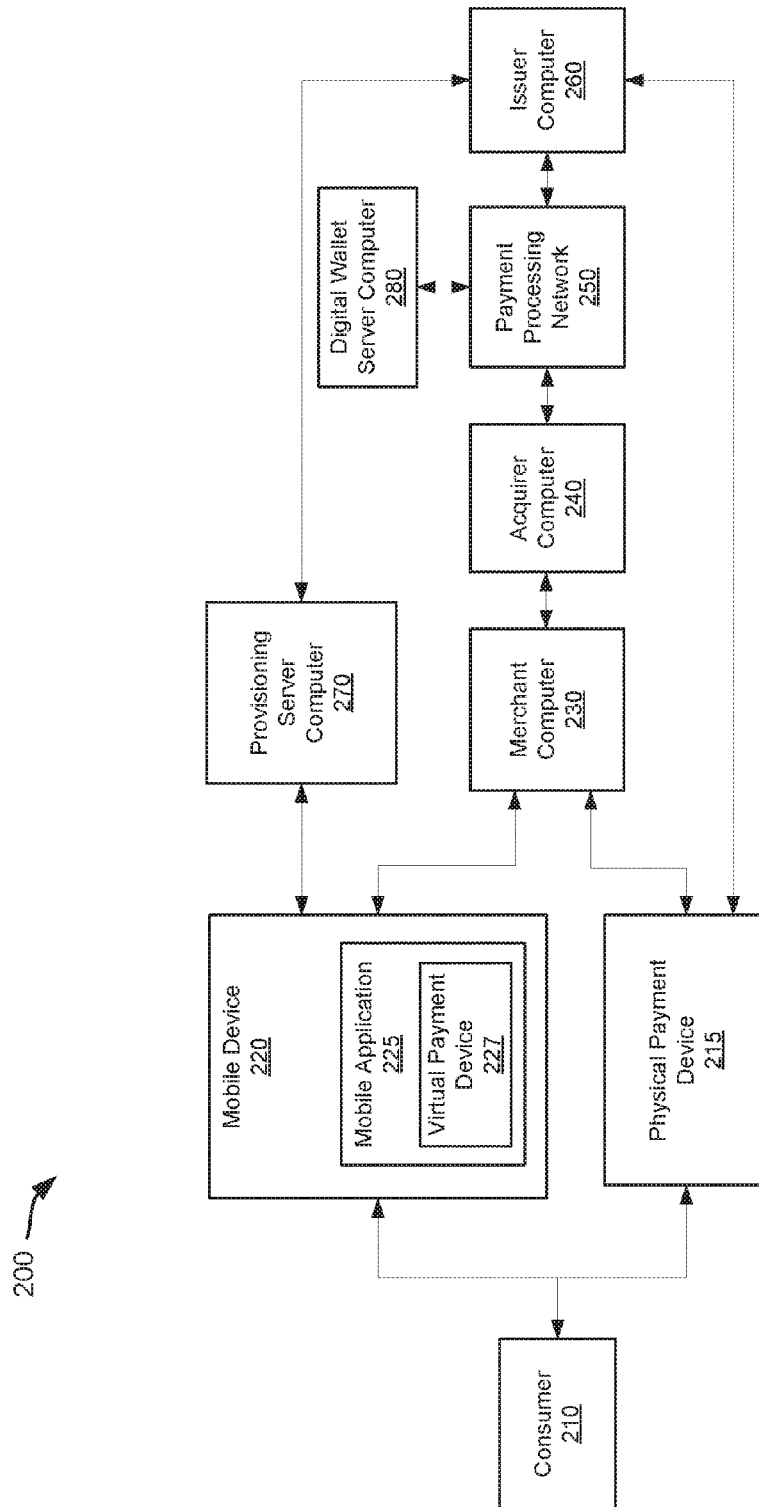 200
Consumer
210
Mobile Device
220
Mobile Application
225
Virtual Payment
Device
227
Physical Payment
Device
215
Provisioning
Server
Computer
270
Merchant
Computer
230
Acquirer
Computer
240
Digital Wallet
Server Computer
280
Payment
Processing
Network
250
Issuer
Computer
260